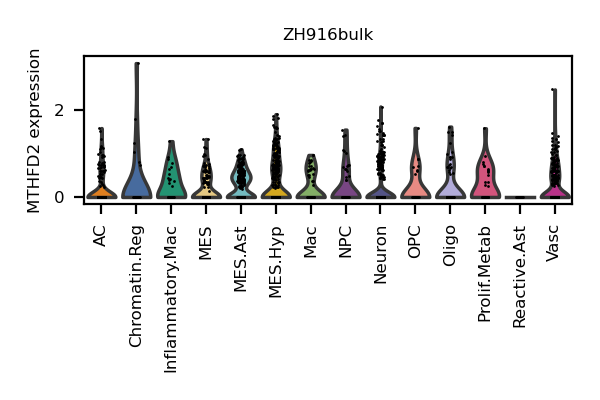 ZH916bulk
MTHFD2 expression
2
0
AC
Chromatin.Reg
Inflammatory.Mac
MES
MES.Ast
MES.Hyp
Mac
NPC
Neuron
OPC
Oligo
Prolif.Metab
Reactive.Ast
Vasc